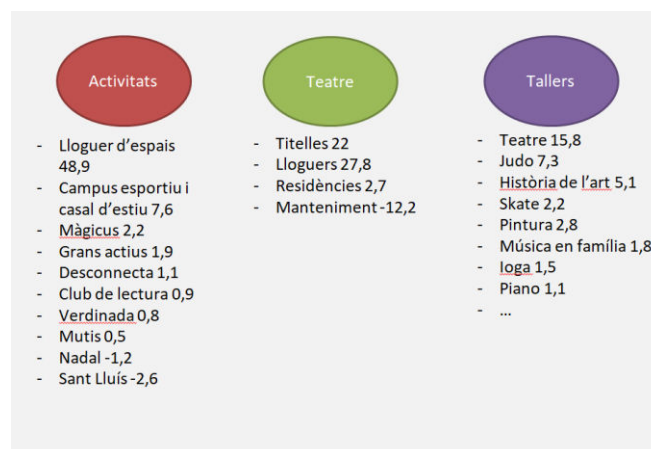 Activitats
- Lloguer d'espais
48,9
- Campus esportiu i
casal d'estiu 7,6
- Màgicus 2,2
- Grans actius 1,9
- Desconnecta 1,1
- Club de lectura 0,9
- Verdinada 0,8
- Mutis 0,5
- Nadal -1,2
- Sant Lluís -2,6
Teatre
- Titelles 22
- Lloguers 27,8
- Residències 2,7
- Manteniment -12,2
Tallers
- Teatre 15,8
- Judo 7,3
- Història de l'art 5,1
- Skate 2,2
- Pintura 2,8
- Música en família 1,8
- Ioga 1,5
- Piano 1,1
- ...